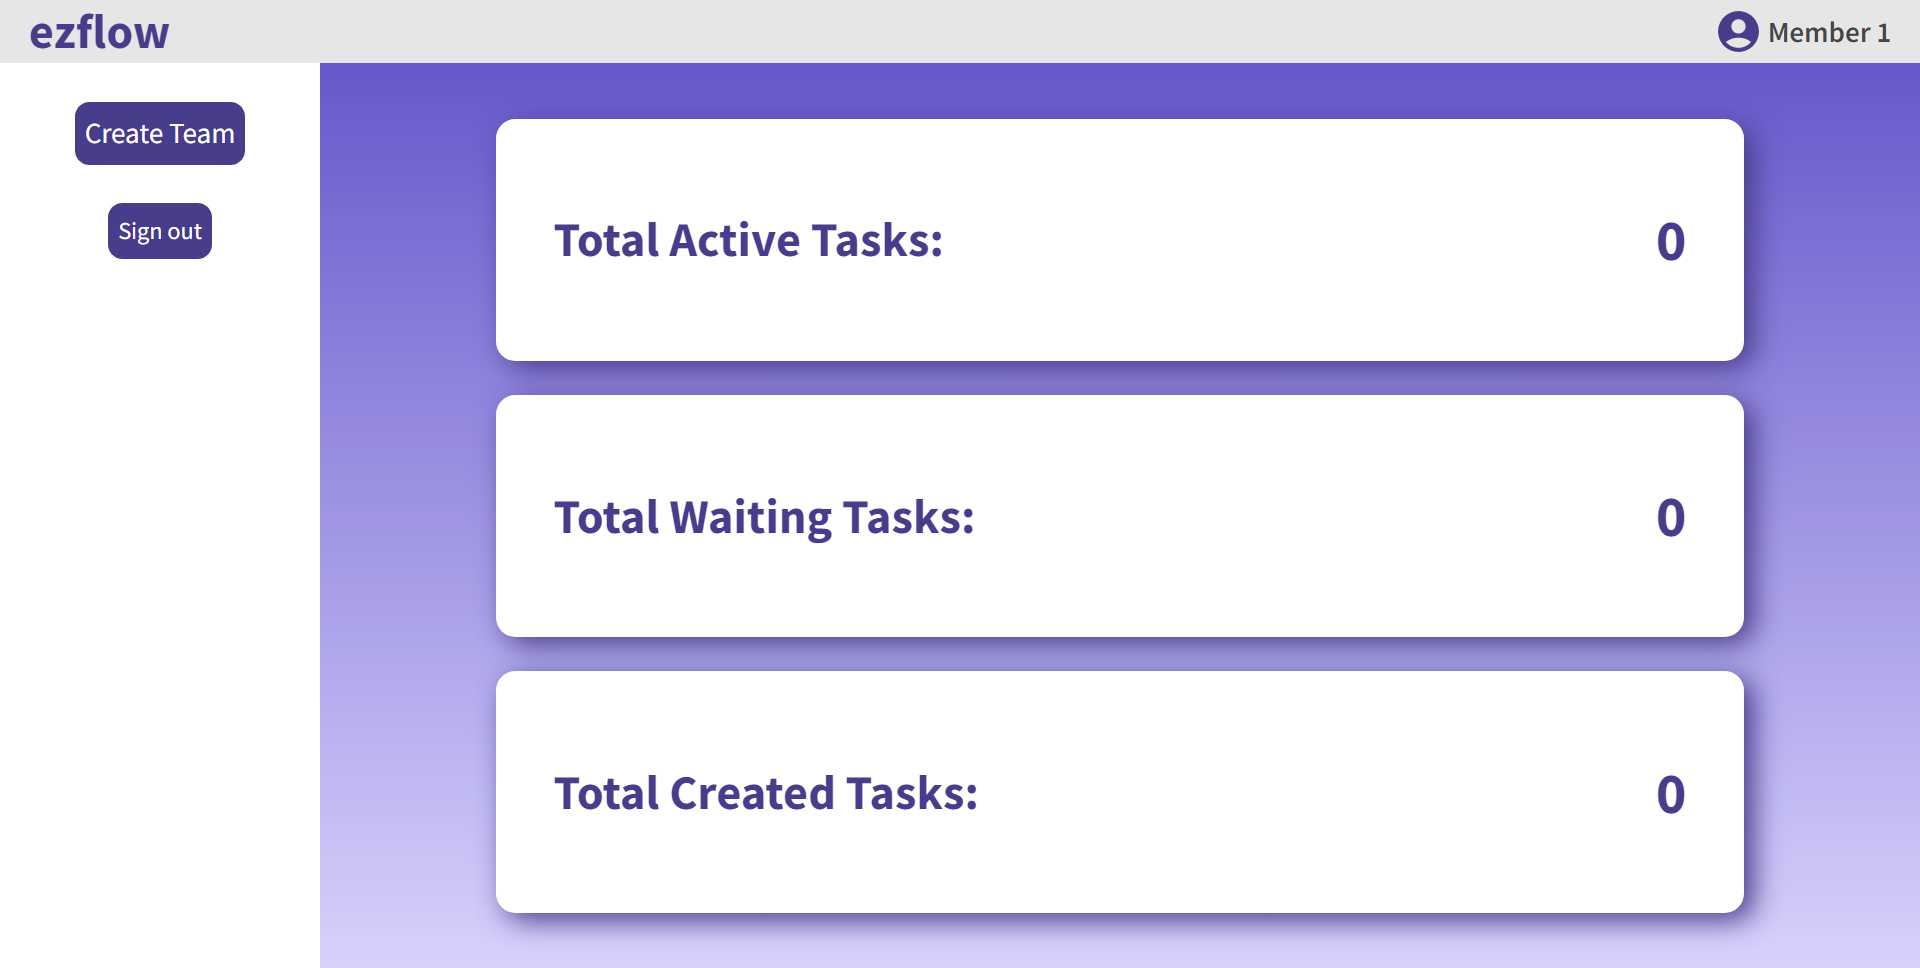 ezflow
Member 1
Create Team
Sign out
Total Active Tasks:
0
Total Waiting Tasks:
0
Total Created Tasks:
0